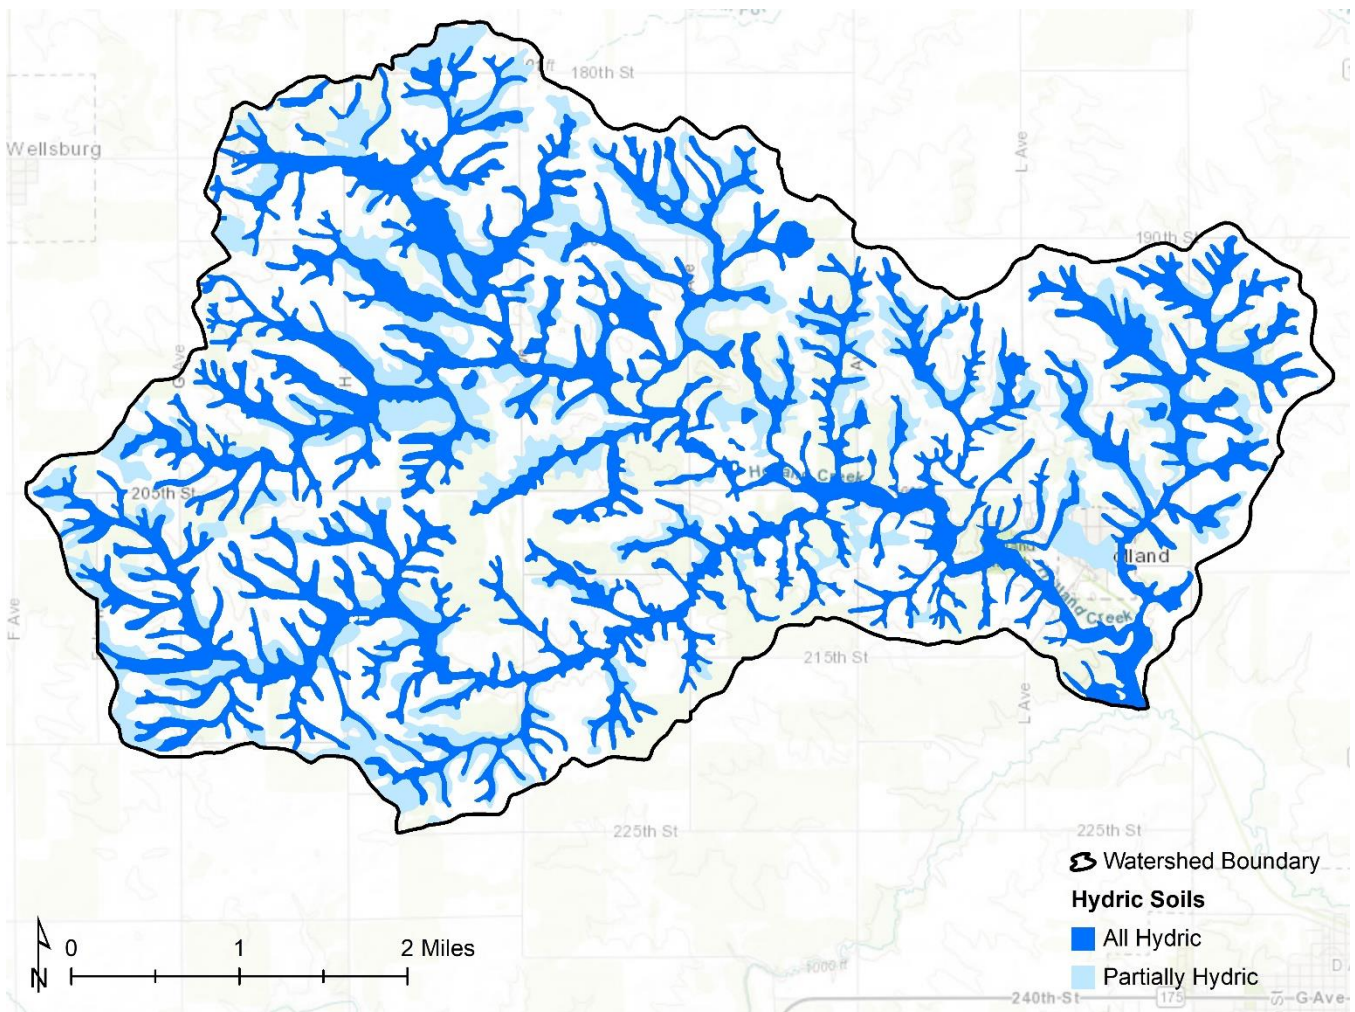 180th St
Wellsburg
L Ave
190th St
G Ave
H
205th St
Holland Creek
olland
Holland Creek
F Ave
215th St
L Ave
225th St
225th St
Watershed Boundary
Hydric Soils
All Hydric
Partially Hydric
0 1 2 Miles
N
1000 ft
240th-St
175
G-Ave